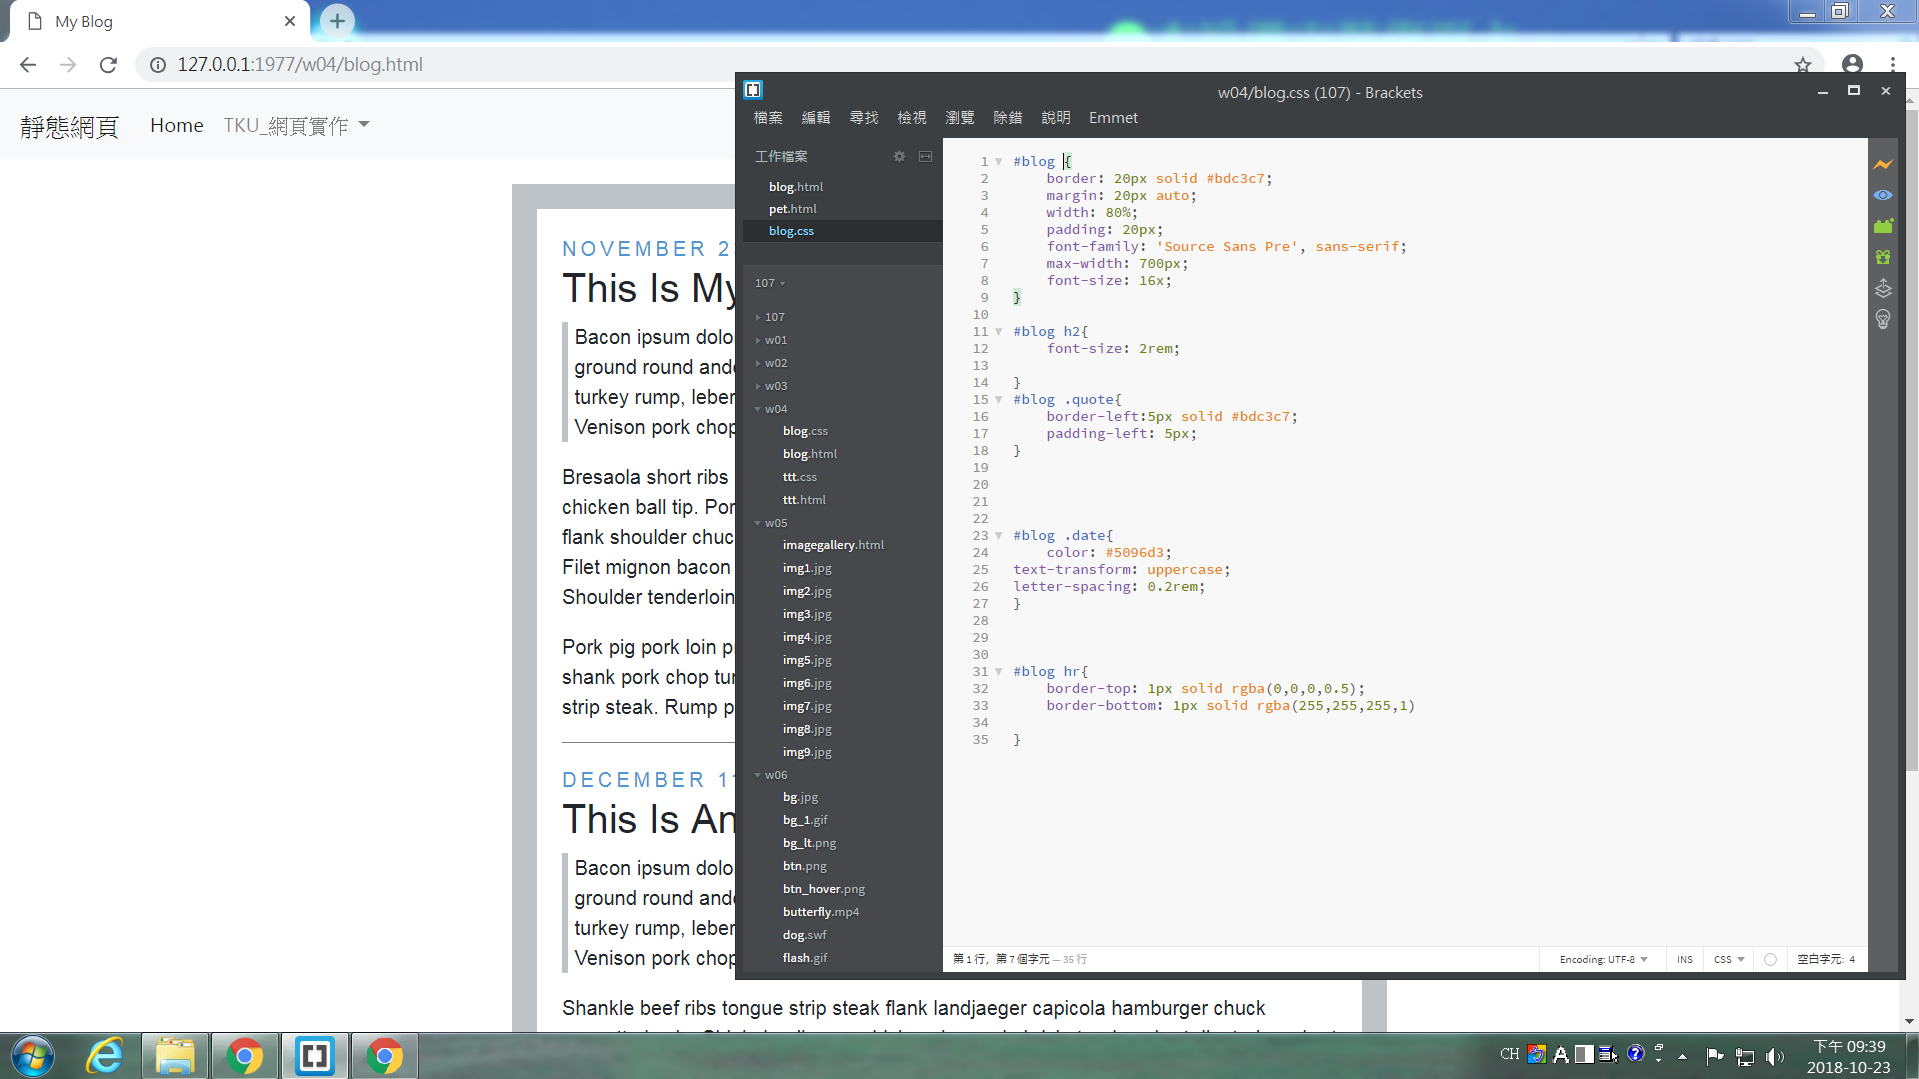 My Blog
127.0.0.1:1977/w04/blog.html
靜態網頁
Home
TKU_網頁實作
NOVEMBER 2
This Is My
Bacon ipsum dolo
ground round ande
turkey rump, leber
Venison pork chop
Bresaola short ribs
chicken ball tip. Por
flank shoulder chuc
Filet mignon bacon
Shoulder tenderloin
Pork pig pork loin p
shank pork chop tur
strip steak. Rump p
DECEMBER 11
This Is An
Bacon ipsum dolo
ground round ande
turkey rump, leber
Venison pork chop
Shankle beef ribs tongue strip steak flank landjaeger capicola hamburger chuck
w04/blog.css (107) - Brackets
檔案 編輯 尋找 檢視 瀏覽 除錯 說明 Emmet
工作檔案
blog.html
pet.html
blog.css
107
107
w01
w02
w03
w04
blog.css
blog.html
ttt.css
ttt.html
w05
imagegallery.html
img1.jpg
img2.jpg
img3.jpg
img4.jpg
img5.jpg
img6.jpg
img7.jpg
img8.jpg
img9.jpg
w06
bg.jpg
bg_1.gif
bg_lt.png
btn.png
btn_hover.png
butterfly.mp4
dog.swf
flash.gif
1 #blog {
2 border: 20px solid #bdc3c7;
3 margin: 20px auto;
4 width: 80%;
5 padding: 20px;
6 font-family: 'Source Sans Pre', sans-serif;
7 max-width: 700px;
8 font-size: 16x;
9 }
10
11 #blog h2{
12 font-size: 2rem;
13
14 }
15 #blog .quote{
16 border-left:5px solid #bdc3c7;
17 padding-left: 5px;
18 }
19
20
21
22
23 #blog .date{
24 color: #5096d3;
25 text-transform: uppercase;
26 letter-spacing: 0.2rem;
27 }
28
29
30
31 #blog hr{
32 border-top: 1px solid rgba(0,0,0,0.5);
33 border-bottom: 1px solid rgba(255,255,255,1)
34
35 }
第 1 行，第 7 個字元 — 35 行
Encoding: UTF-8
INS
CSS
空白字元: 4
CH
下午 09:39
2018-10-23